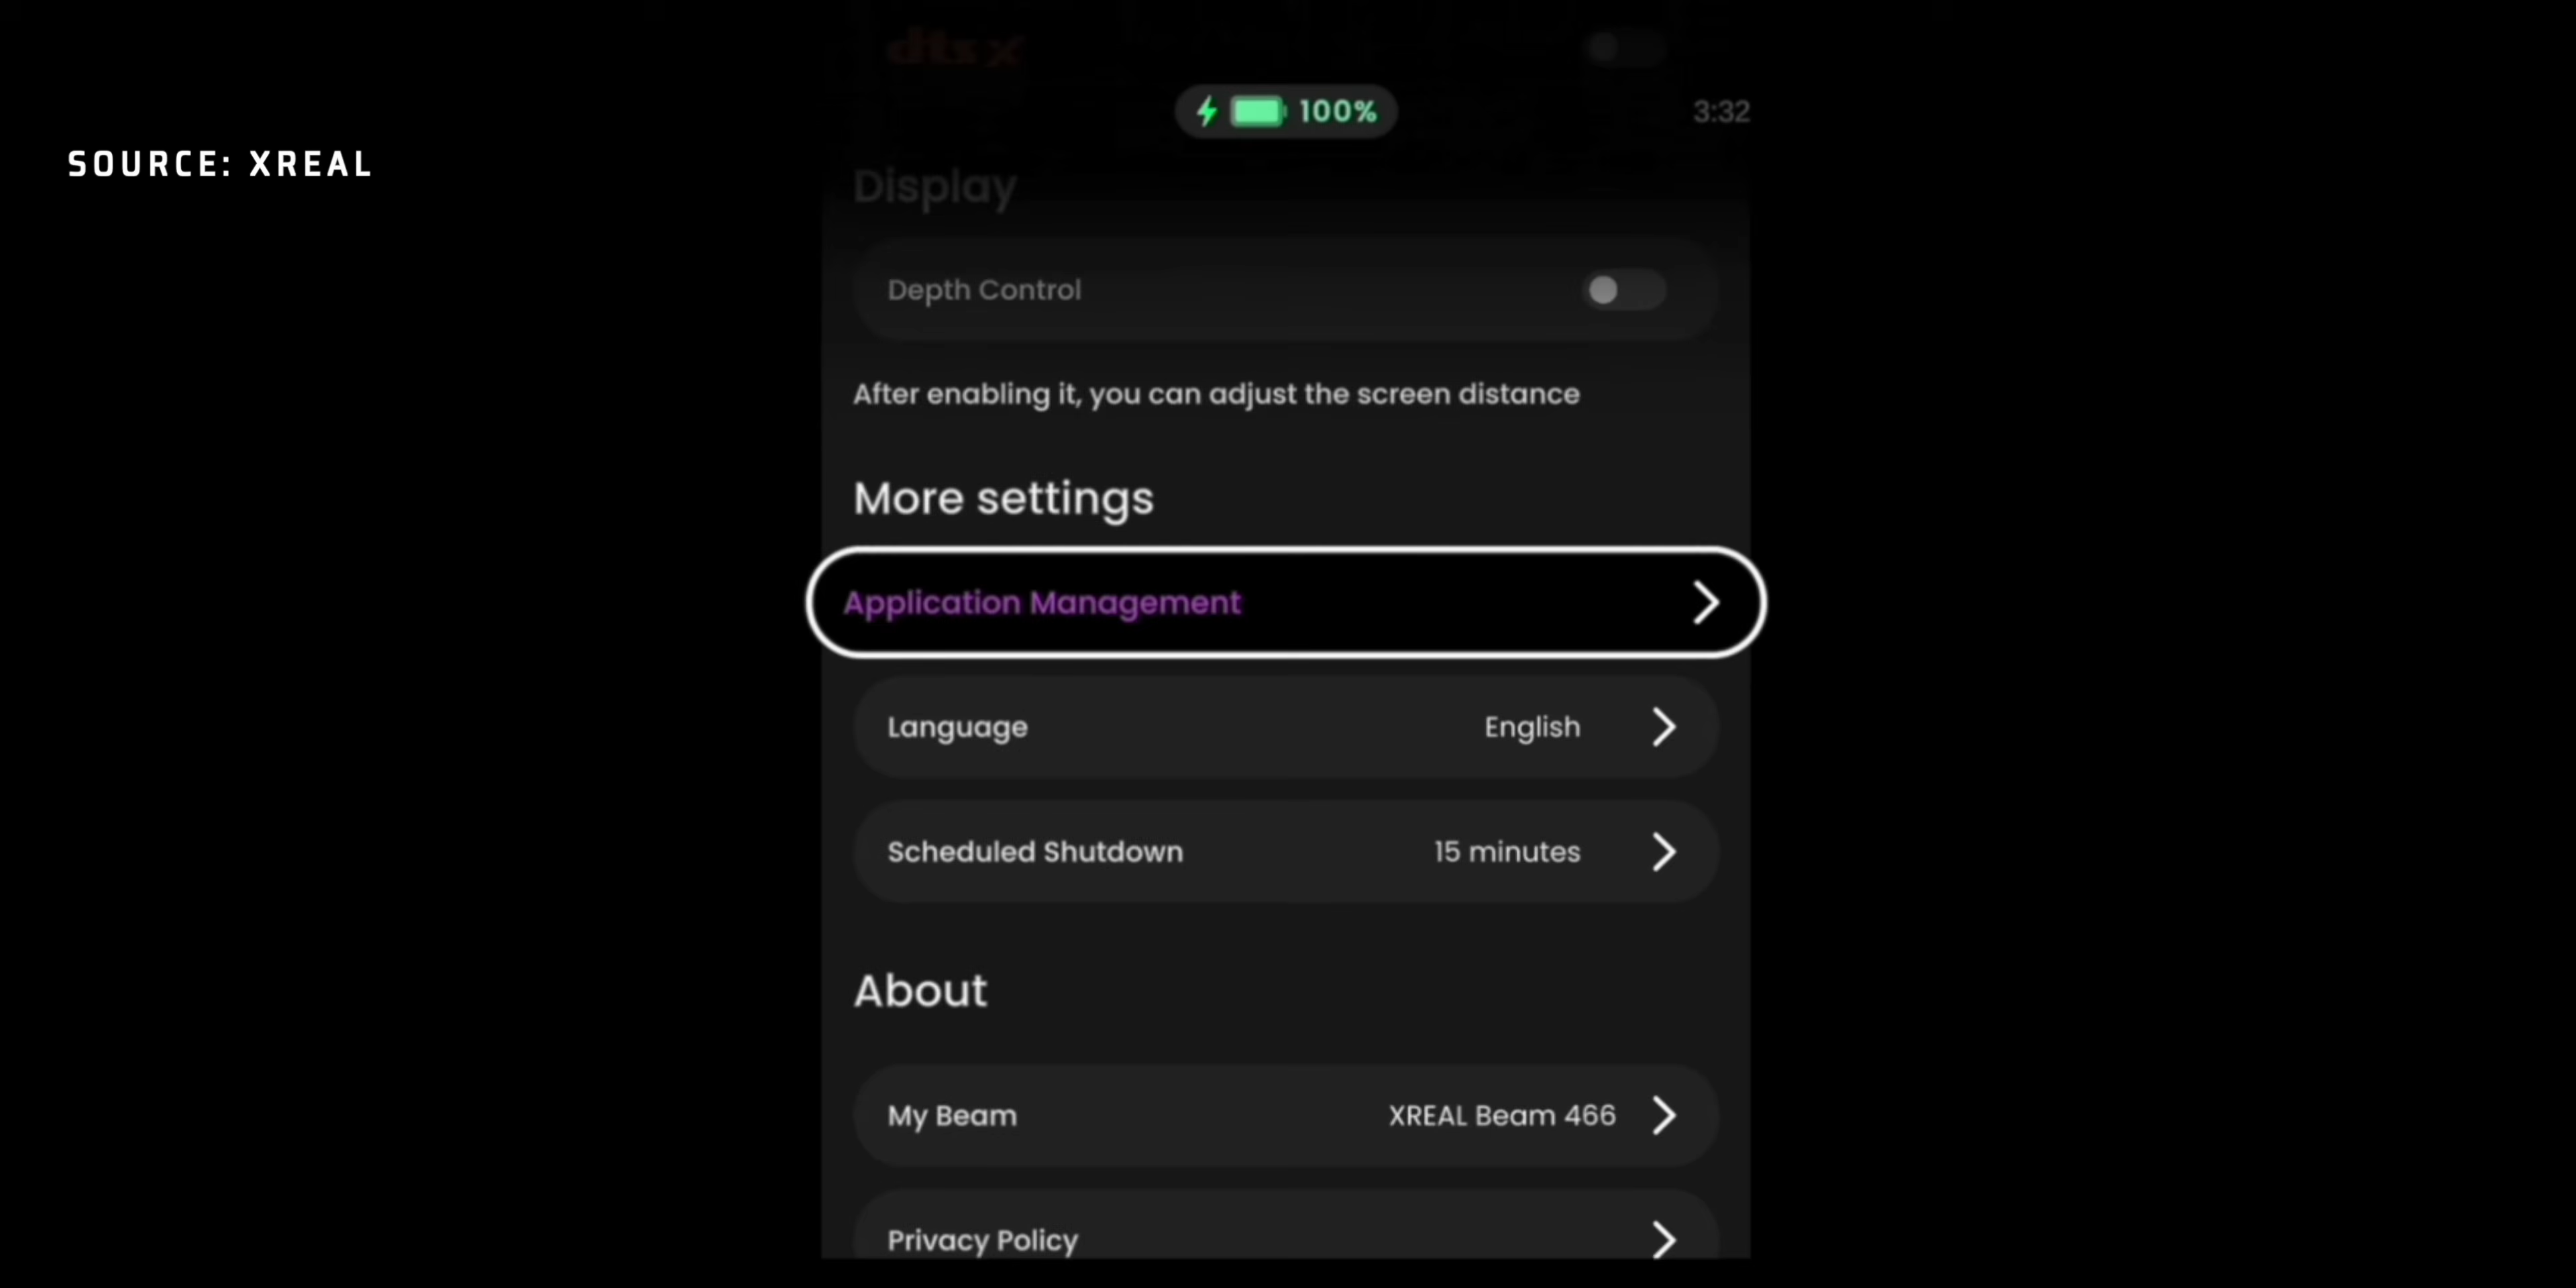 dts x
100%
3:32
SOURCE: XREAL
Display
Depth Control
After enabling it, you can adjust the screen distance
More settings
Application Management
Language English
Scheduled Shutdown 15 minutes
About
My Beam XREAL Beam 466
Privacy Policy